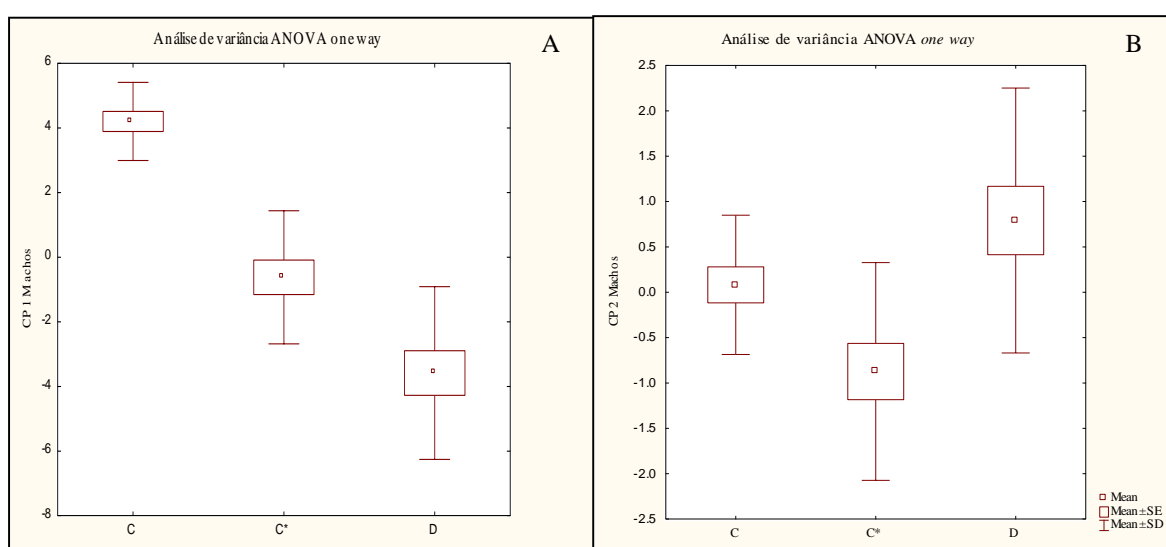 Análise de variância ANOVA one way
A
6
4
2
0
-2
-4
-6
-8
CP 1 Machos
C
C*
D
Análise de variância ANOVA one way
B
2.5
2.0
1.5
1.0
0.5
0.0
-0.5
-1.0
-1.5
-2.0
-2.5
CP 2 Machos
C
C*
D
Mean
Mean±SE
Mean±SD